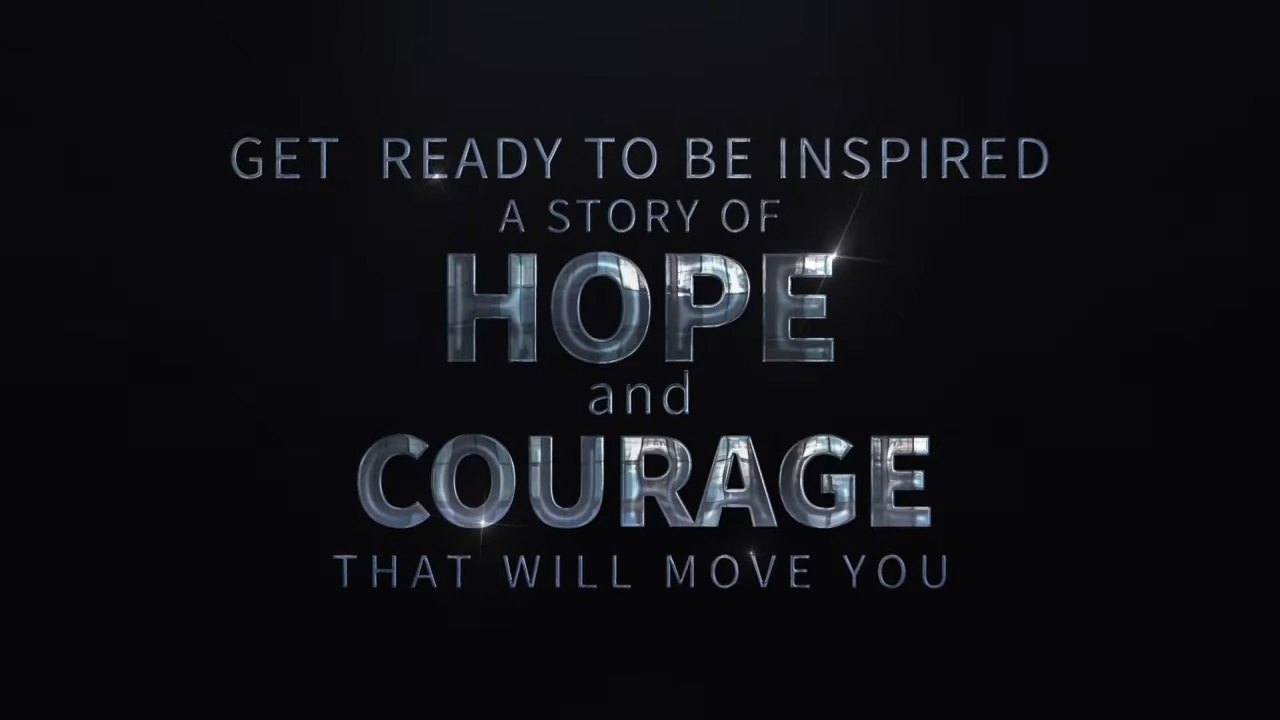 GET READY TO BE INSPIRED
A STORY OF
HOPE
and
COURAGE
THAT WILL MOVE YOU